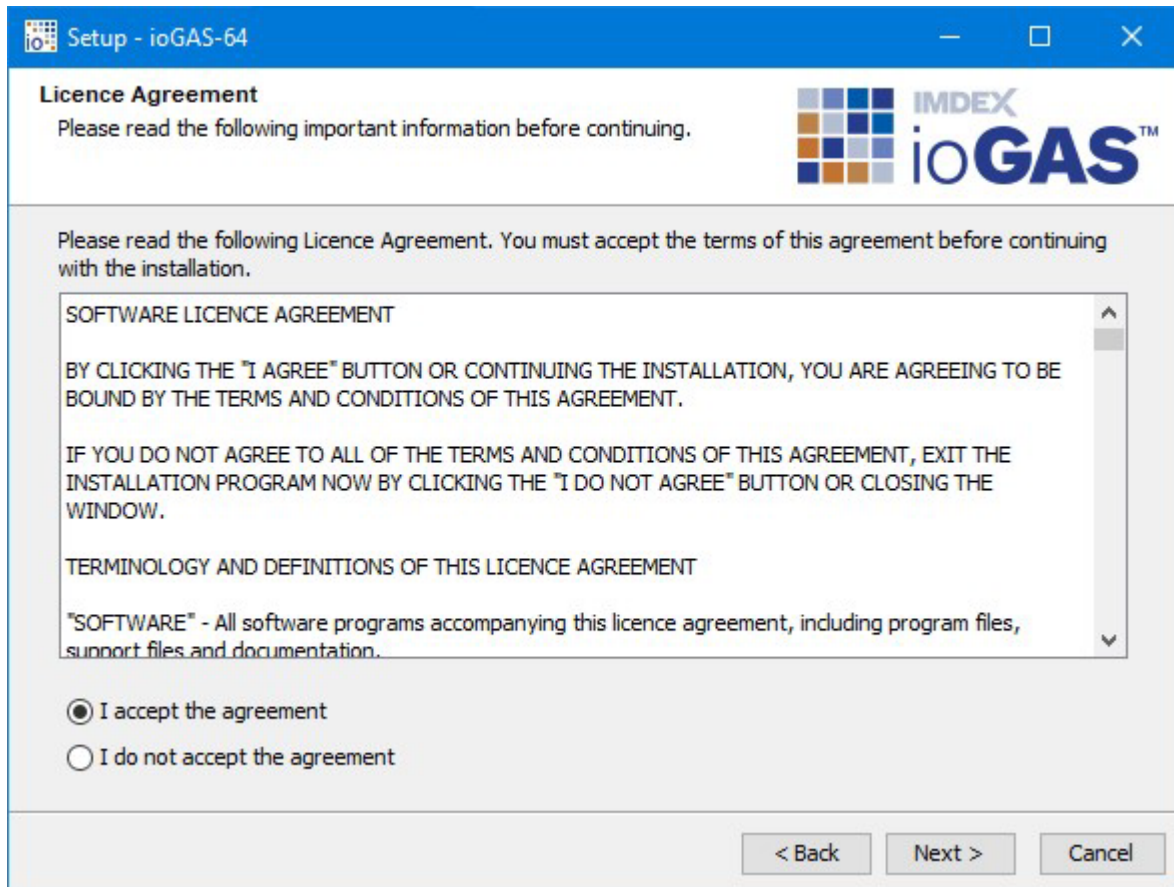 io Setup - ioGAS-64
Licence Agreement
Please read the following important information before continuing.
IMDEX
ioGAS™
Please read the following Licence Agreement. You must accept the terms of this agreement before continuing
with the installation.
SOFTWARE LICENCE AGREEMENT
BY CLICKING THE "I AGREE" BUTTON OR CONTINUING THE INSTALLATION, YOU ARE AGREEING TO BE
BOUND BY THE TERMS AND CONDITIONS OF THIS AGREEMENT.
IF YOU DO NOT AGREE TO ALL OF THE TERMS AND CONDITIONS OF THIS AGREEMENT, EXIT THE
INSTALLATION PROGRAM NOW BY CLICKING THE "I DO NOT AGREE" BUTTON OR CLOSING THE
WINDOW.
TERMINOLOGY AND DEFINITIONS OF THIS LICENCE AGREEMENT
"SOFTWARE" - All software programs accompanying this licence agreement, including program files,
support files and documentation.
I accept the agreement
I do not accept the agreement
< Back Next > Cancel